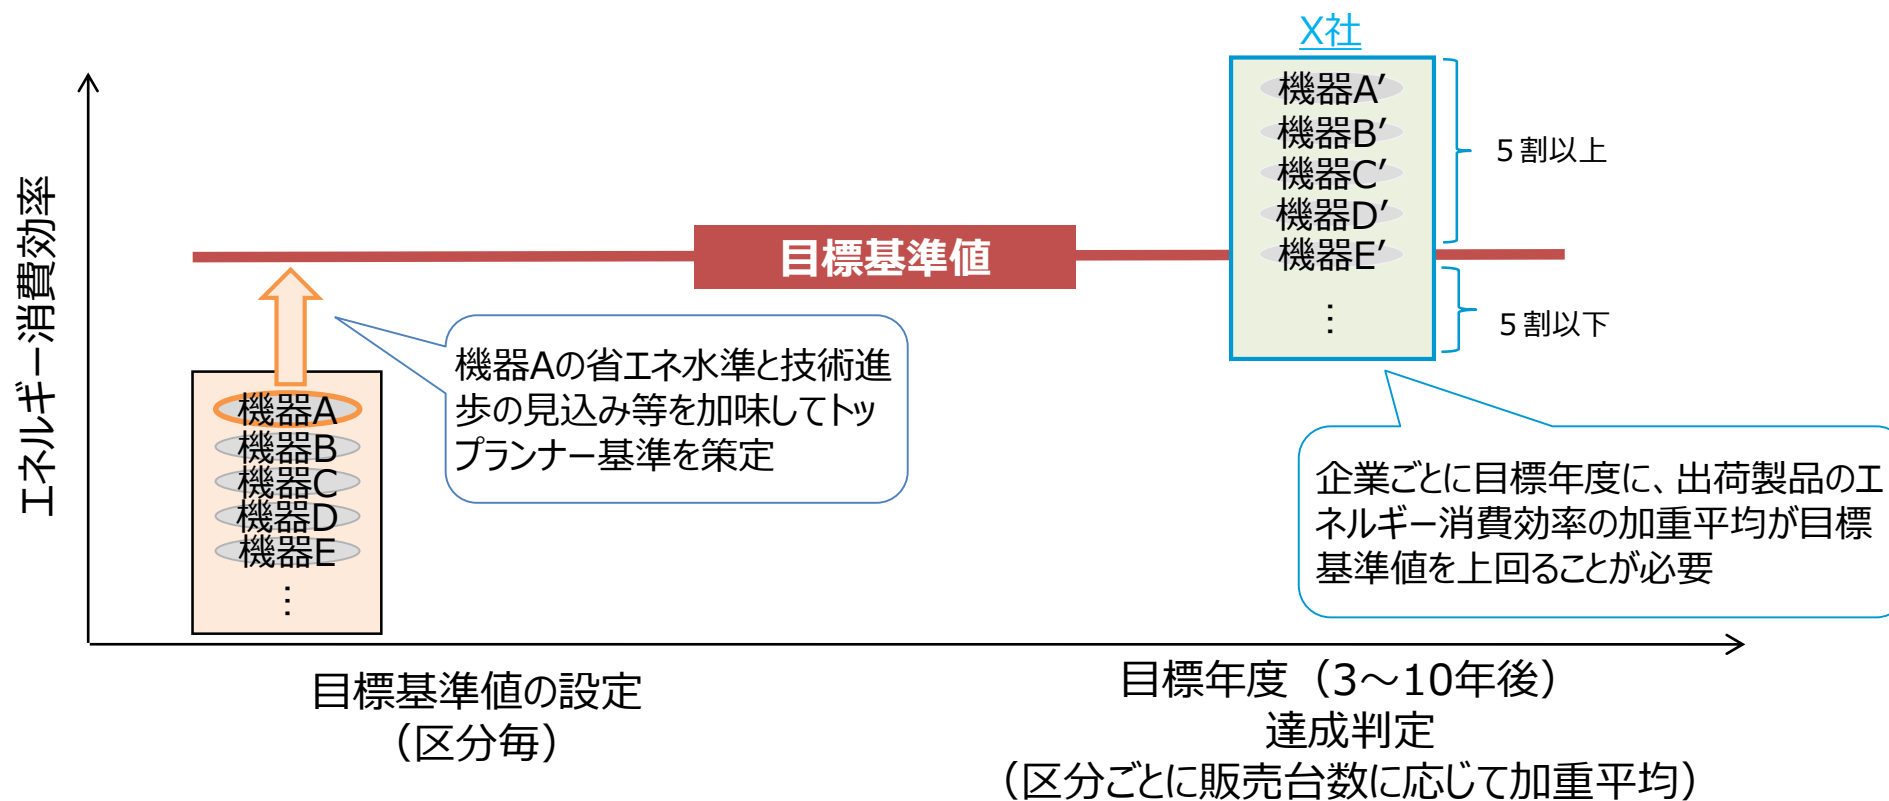 X社
機器A′
機器B′
機器C′
機器D′
機器E′
⋮
５割以上
５割以下
エネルギー消費効率
目標基準値
機器Aの省エネ水準と技術進
歩の見込み等を加味してトッ
プランナー基準を策定
機器A
機器B
機器C
機器D
機器E
⋮
企業ごとに目標年度に、出荷製品のエ
ネルギー消費効率の加重平均が目標
基準値を上回ることが必要
目標基準値の設定
（区分毎）
目標年度（3～10年後）
達成判定
（区分ごとに販売台数に応じて加重平均）